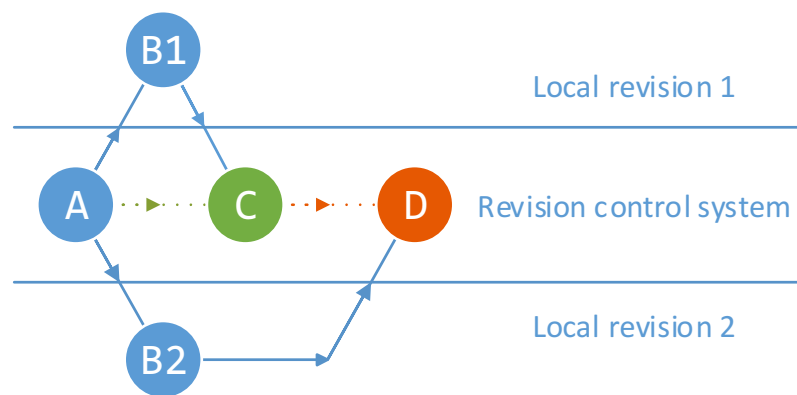 B1
Local revision 1
A
C
D
Revision control system
B2
Local revision 2